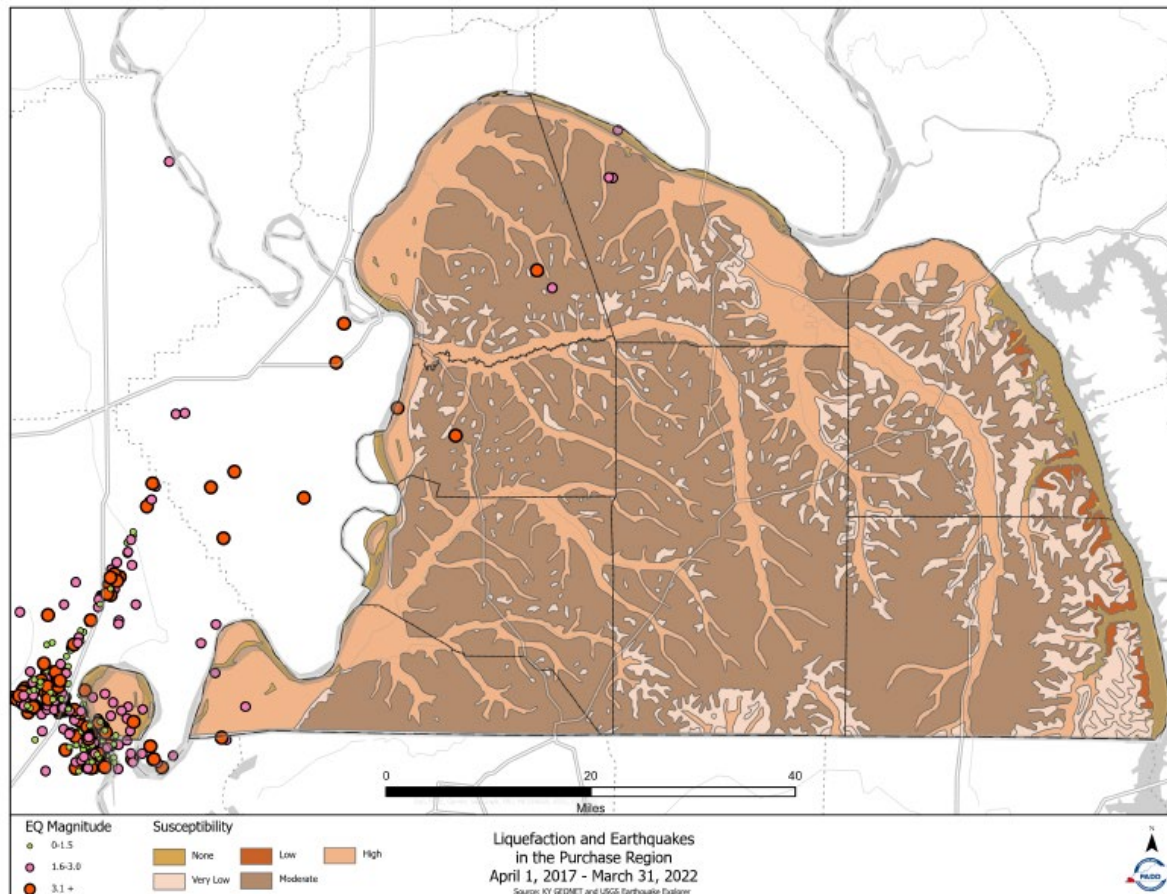 0
20
40
Miles
EQ Magnitude
0-1.5
1.6-3.0
3.1 +
Susceptibility
None
Low
High
Very Low
Moderate
Liquefaction and Earthquakes
in the Purchase Region
April 1, 2017 - March 31, 2022
Source: KY GEONET and USGS Earthquake Explorer
N
PADD